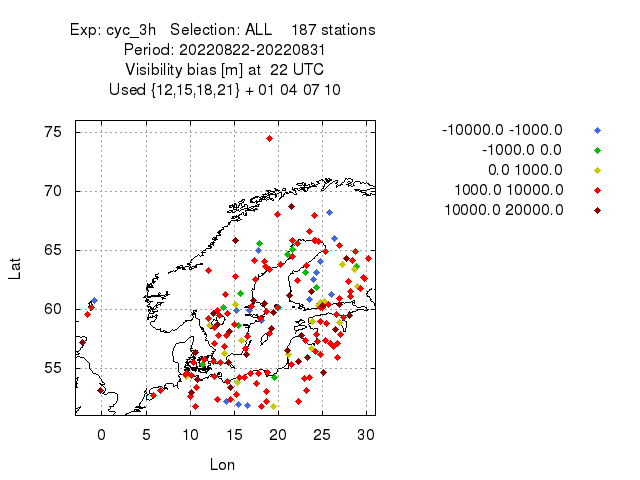 Exp: cyc_3h Selection: ALL 187 stations
Period: 20220822-20220831
Visibility bias [m] at 22 UTC
Used {12,15,18,21} + 01 04 07 10
-10000.0 -1000.0
-1000.0 0.0
0.0 1000.0
1000.0 10000.0
10000.0 20000.0
75
70
65
60
55
Lat
0 5 10 15 20 25 30
Lon